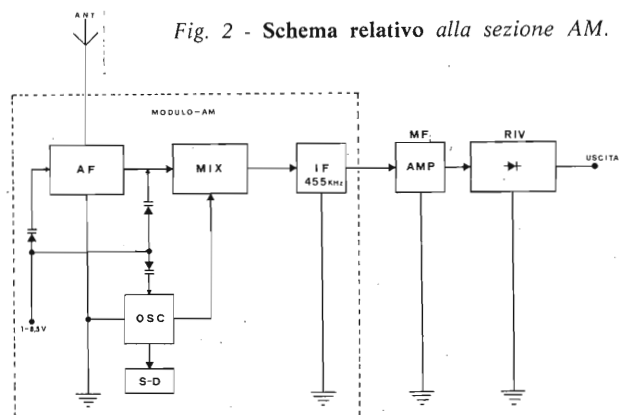 ANT
Fig. 2 - Schema relativo alla sezione AM.
MODULO-AM
MF.
RIV
AF
MIX
IF
455KHz
AMP
USCITA
1-8,5V
OSC
S-D